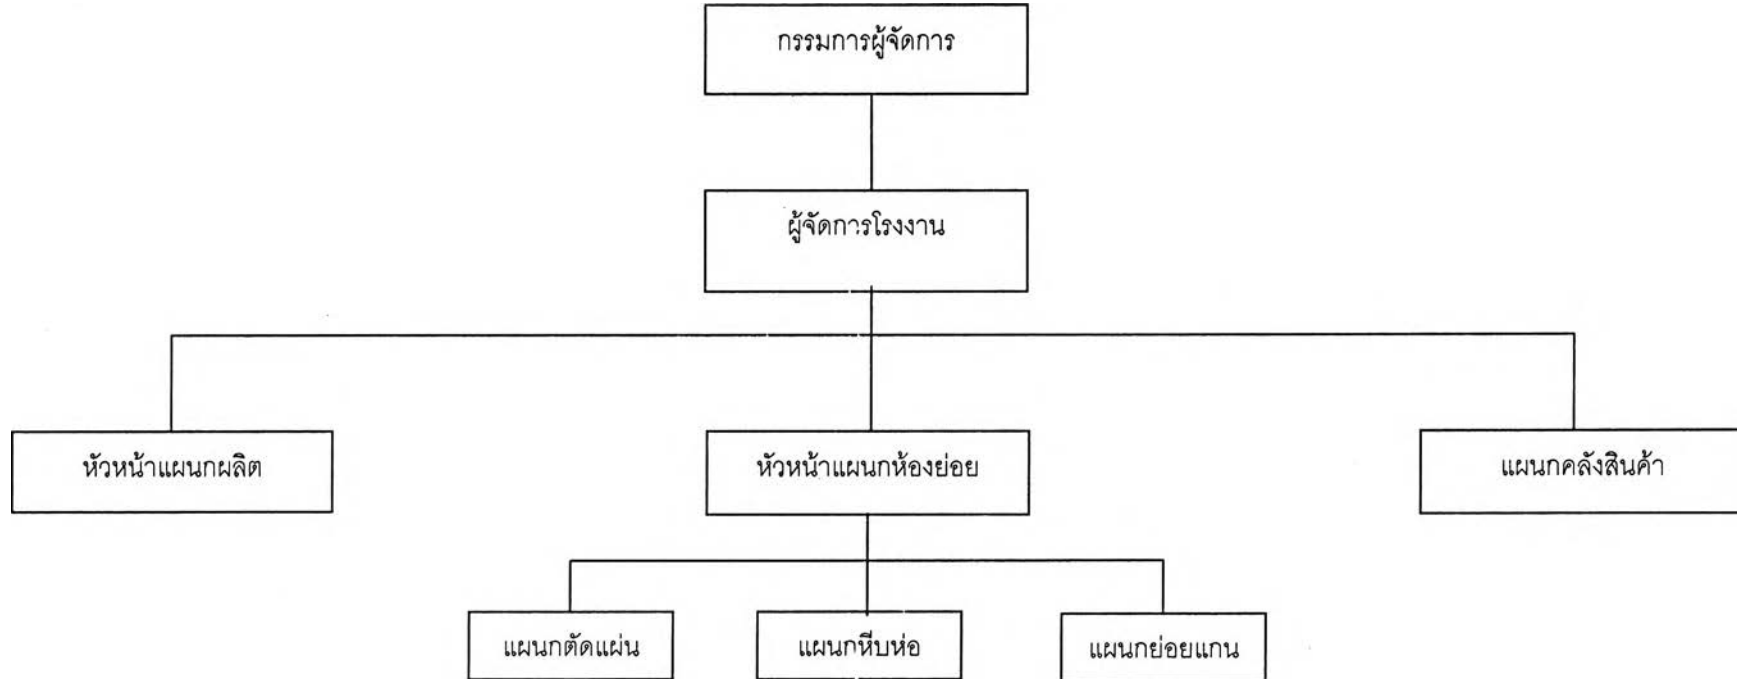 กรรมการผู้จัดการ
ผู้จัดการโรงงาน
หัวหน้าแผนกผลิต
หัวหน้าแผนกห้องย่อย
แผนกคลังสินค้า
แผนกตัดแผ่น
แผนกหีบห่อ
แผนกย่อยแกน